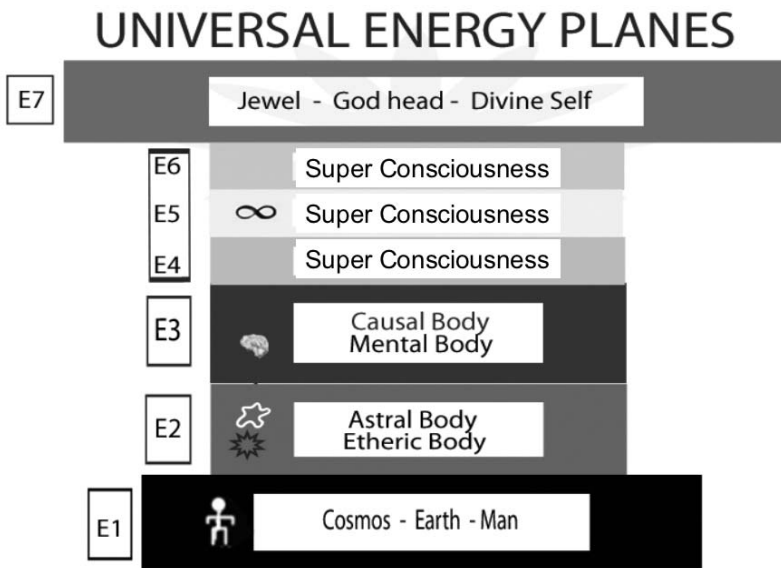 UNIVERSAL ENERGY PLANES
E7 Jewel - God head - Divine Self
E6 Super Consciousness
E5 Super Consciousness
E4 Super Consciousness
E3 Causal Body
Mental Body
E2 Astral Body
Etheric Body
E1 Cosmos - Earth - Man